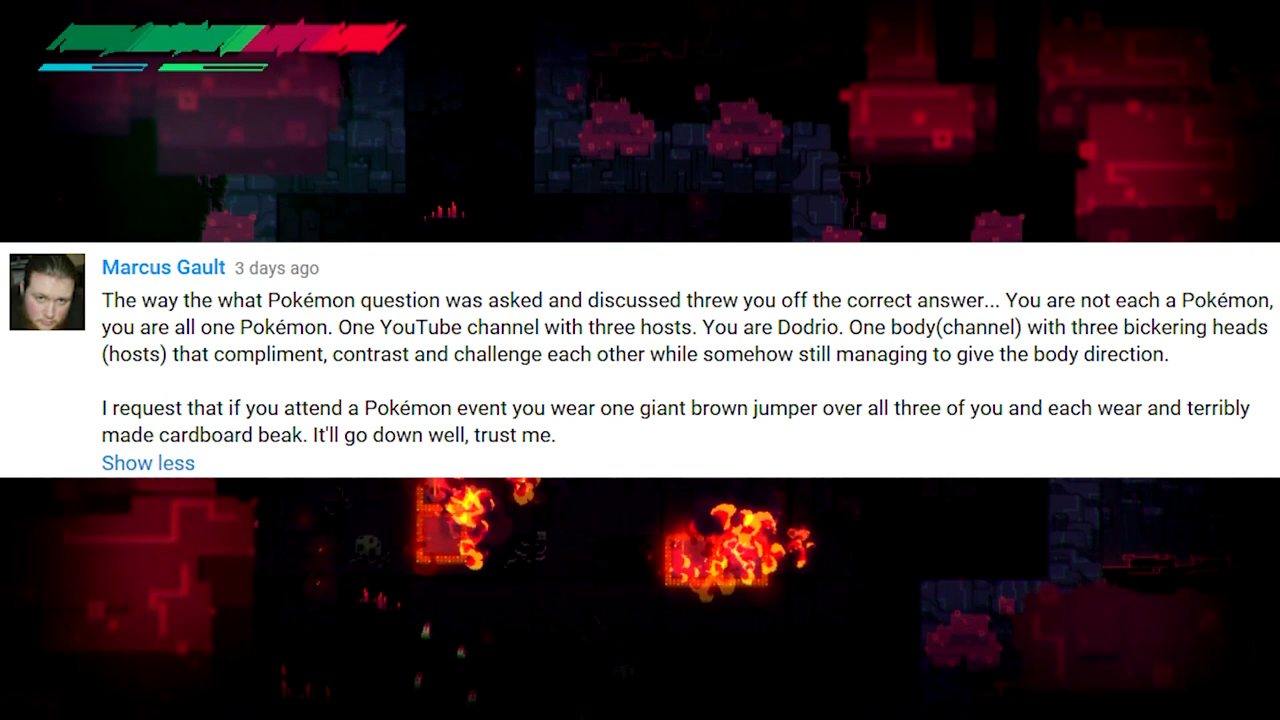 Marcus Gault 3 days ago
The way the what Pokémon question was asked and discussed threw you off the correct answer... You are not each a Pokémon,
you are all one Pokémon. One YouTube channel with three hosts. You are Dodrio. One body(channel) with three bickering heads
(hosts) that compliment, contrast and challenge each other while somehow still managing to give the body direction.
I request that if you attend a Pokémon event you wear one giant brown jumper over all three of you and each wear and terribly
made cardboard beak. It'll go down well, trust me.
Show less